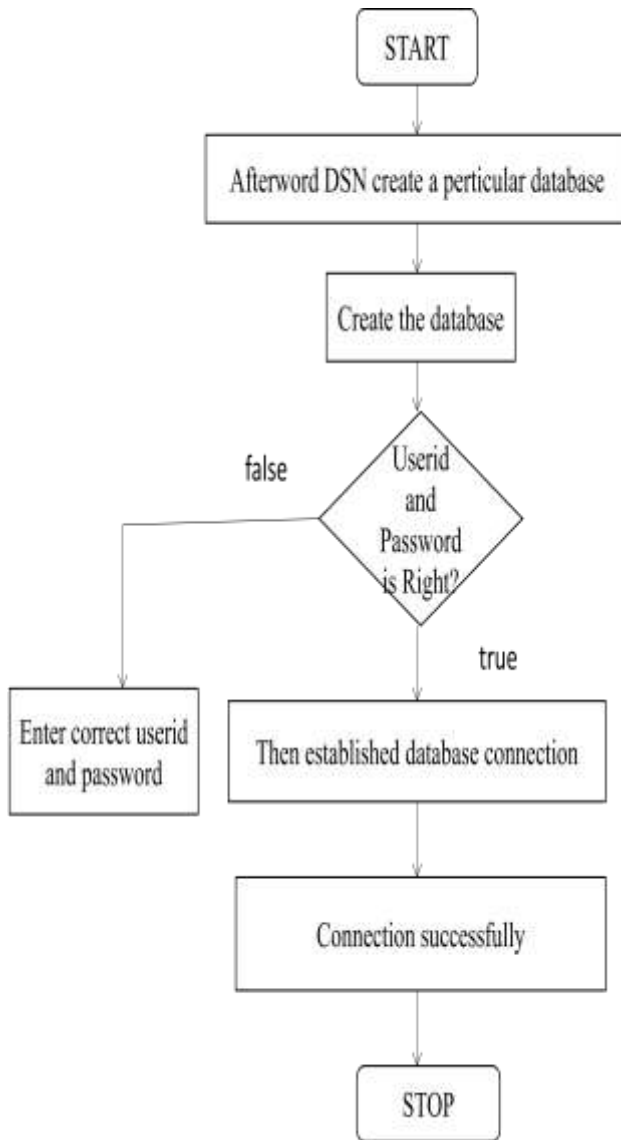 START
Afterword DSN create a perticular database
Create the database
Userid
and
Password
is Right?
false
true
Enter correct userid
and password
Then established database connection
Connection successfully
STOP